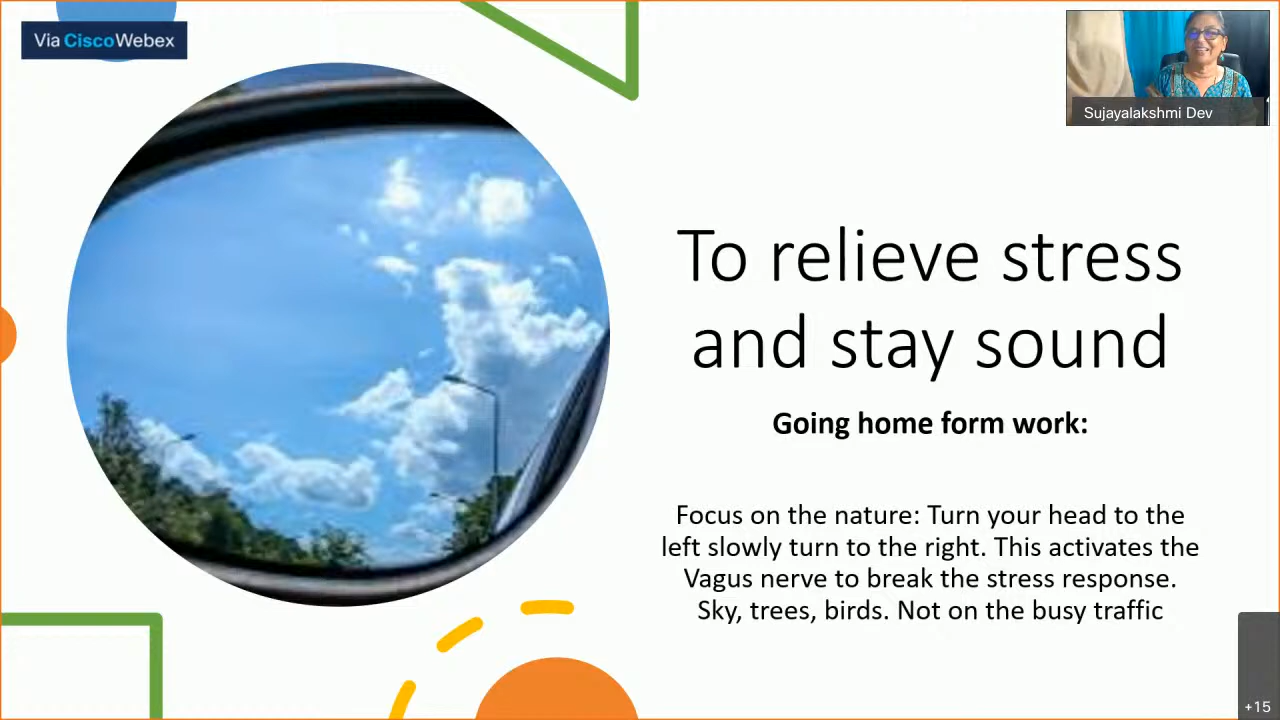 Via CiscoWebex
Sujayalakshmi Dev
To relieve stress
and stay sound
Going home form work:
Focus on the nature: Turn your head to the
left slowly turn to the right. This activates the
Vagus nerve to break the stress response.
Sky, trees, birds. Not on the busy traffic
+15